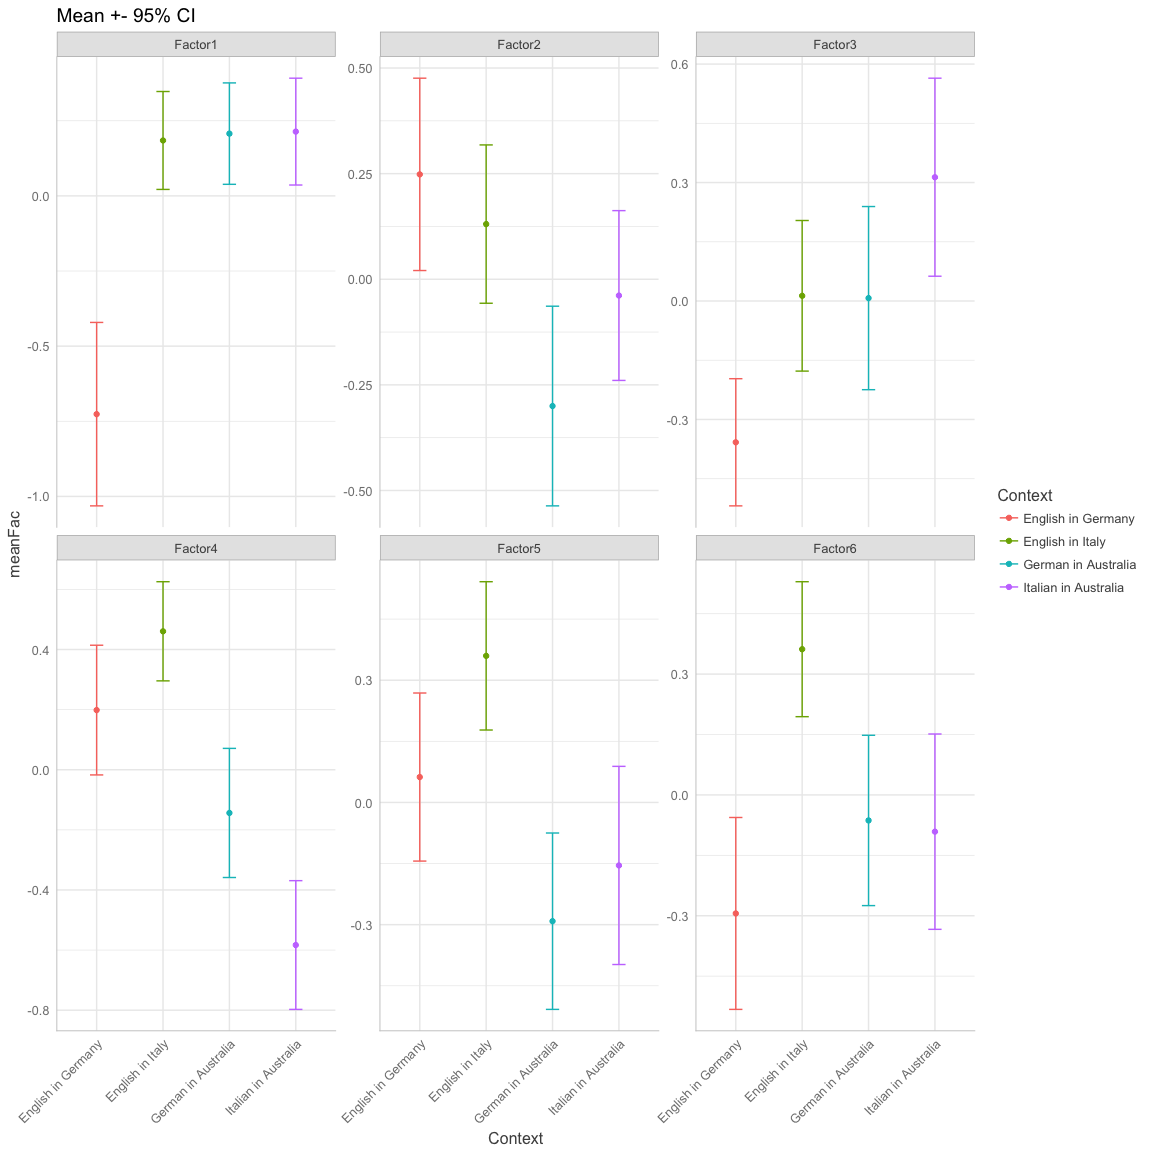 Mean +- 95% CI
Factor1
Factor2
Factor3
0.0
-0.5
-1.0
0.50
0.25
0.00
-0.25
-0.50
0.6
0.3
0.0
-0.3
meanFac
Factor4
Factor5
Factor6
0.4
0.0
-0.4
-0.8
0.3
0.0
-0.3
0.3
0.0
-0.3
English in Germany
English in Italy
German in Australia
Italian in Australia
English in Germany
English in Italy
German in Australia
Italian in Australia
English in Germany
English in Italy
German in Australia
Italian in Australia
Context
Context
English in Germany
English in Italy
German in Australia
Italian in Australia